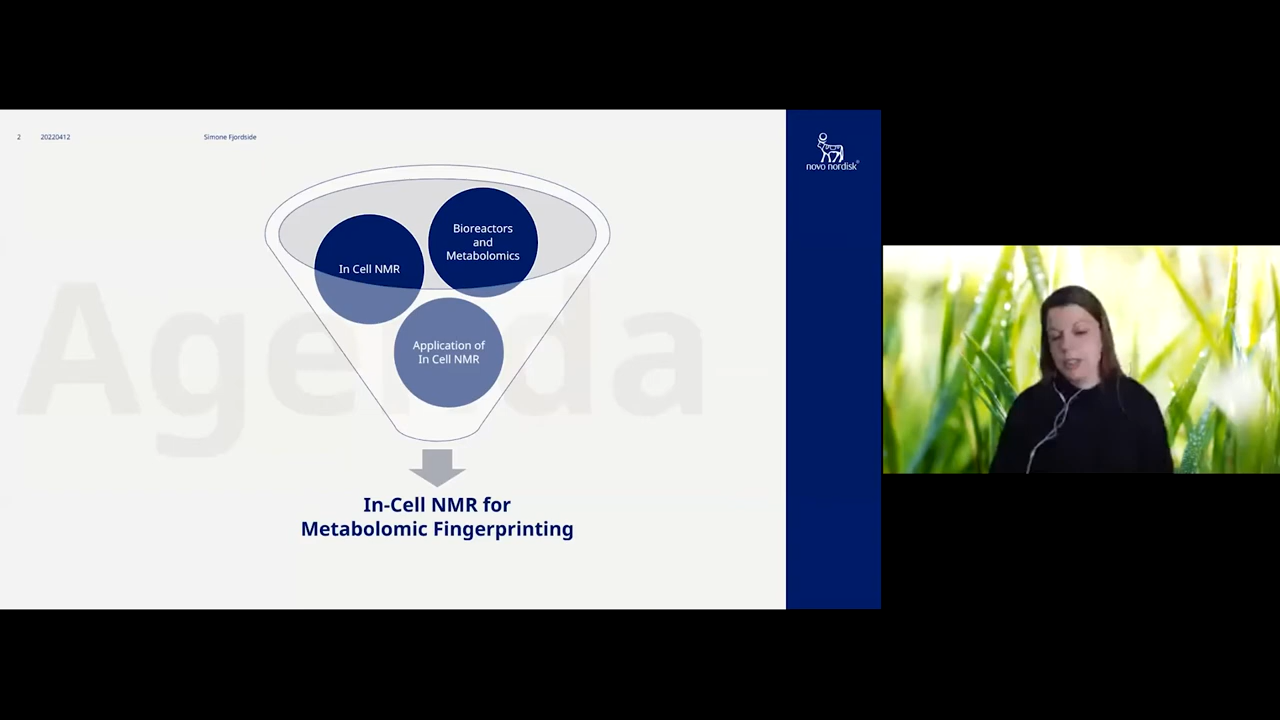 2 20220412 Simone Fjordside
novo nordisk®
Agenda
Bioreactors
and
Metabolomics
In Cell NMR
Application of
In Cell NMR
In-Cell NMR for
Metabolomic Fingerprinting